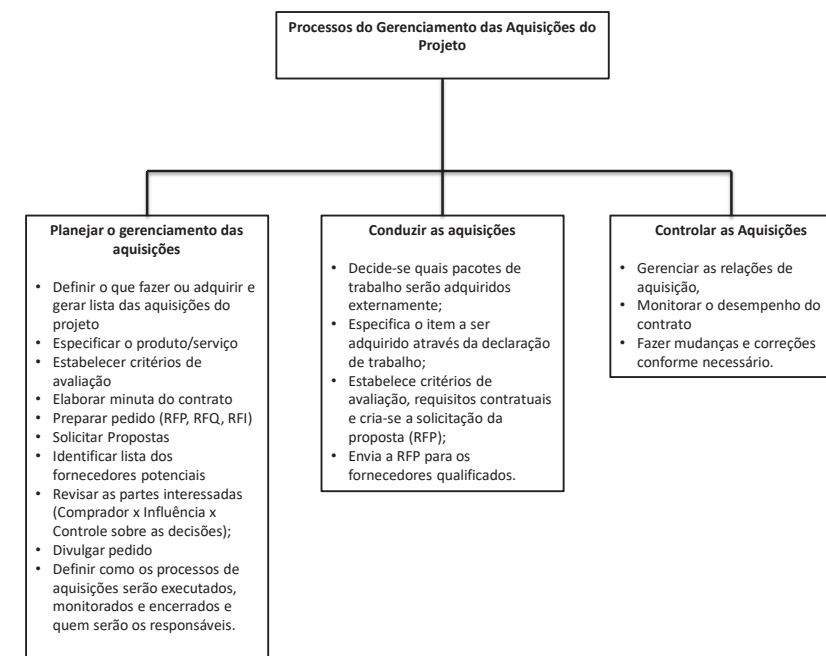 Processos do Gerenciamento das Aquisições do
Projeto
Planejar o gerenciamento das
aquisições
• Definir o que fazer ou adquirir e
gerar lista das aquisições do
projeto
• Especificar o produto/serviço
• Estabelecer critérios de
avaliação
• Elaborar minuta do contrato
• Preparar pedido (RFP, RFQ, RFI)
• Solicitar Propostas
• Identificar lista dos
fornecedores potenciais
• Revisar as partes interessadas
(Comprador x Influência x
Controle sobre as decisões);
• Divulgar pedido
• Definir como os processos de
aquisições serão executados,
monitorados e encerrados e
quem serão os responsáveis.
Conduzir as aquisições
• Decide-se quais pacotes de
trabalho serão adquiridos
externamente;
• Especifica o item a ser
adquirido através da declaração
de trabalho;
• Estabelece critérios de
avaliação, requisitos contratuais
e cria-se a solicitação da
proposta (RFP);
• Envia a RFP para os
fornecedores qualificados.
Controlar as Aquisições
• Gerenciar as relações de
aquisição,
• Monitorar o desempenho do
contrato
• Fazer mudanças e correções
conforme necessário.